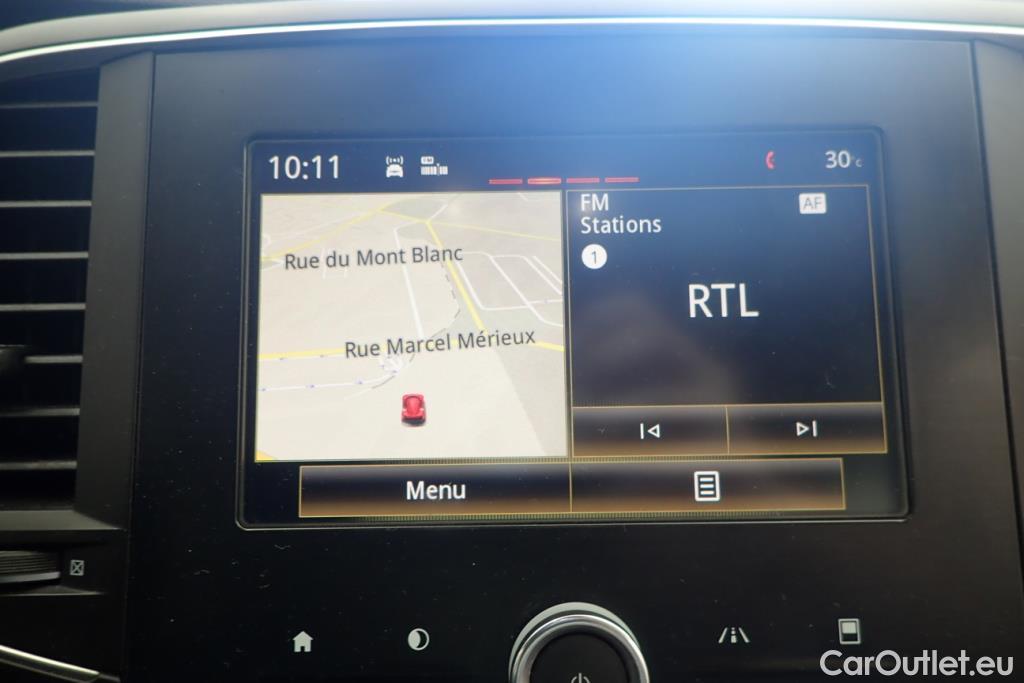 10:11
30°c
FM
Stations
AF
1
RTL
Rue du Mont Blanc
Rue Marcel Mérieux
Menu
CarOutlet.eu